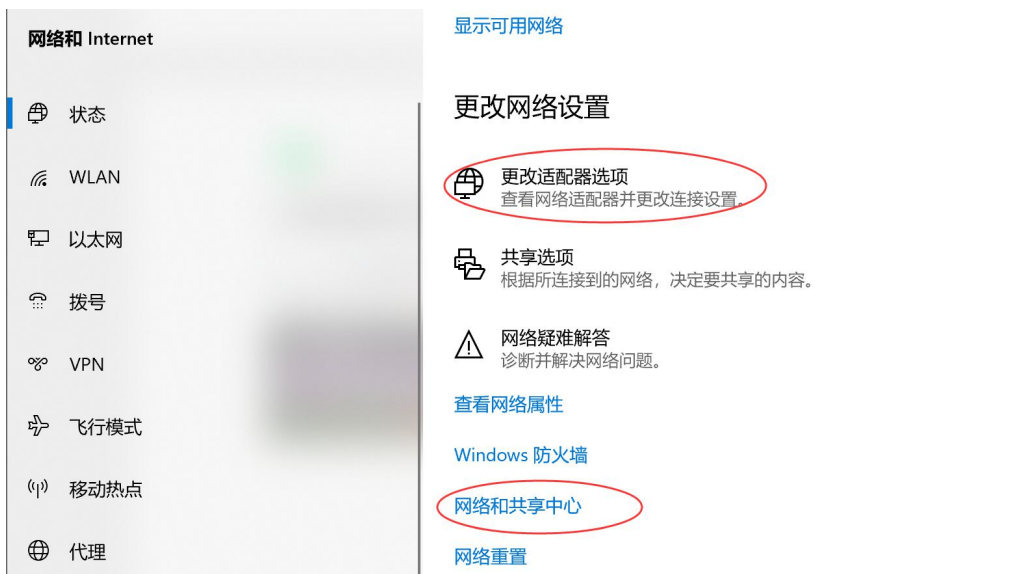 网络和 Internet
状态
WLAN
以太网
拨号
VPN
飞行模式
移动热点
代理
显示可用网络
更改网络设置
更改适配器选项
查看网络适配器并更改连接设置。
共享选项
根据所连接到的网络，决定要共享的内容。
网络疑难解答
诊断并解决网络问题。
查看网络属性
Windows 防火墙
网络和共享中心
网络重置